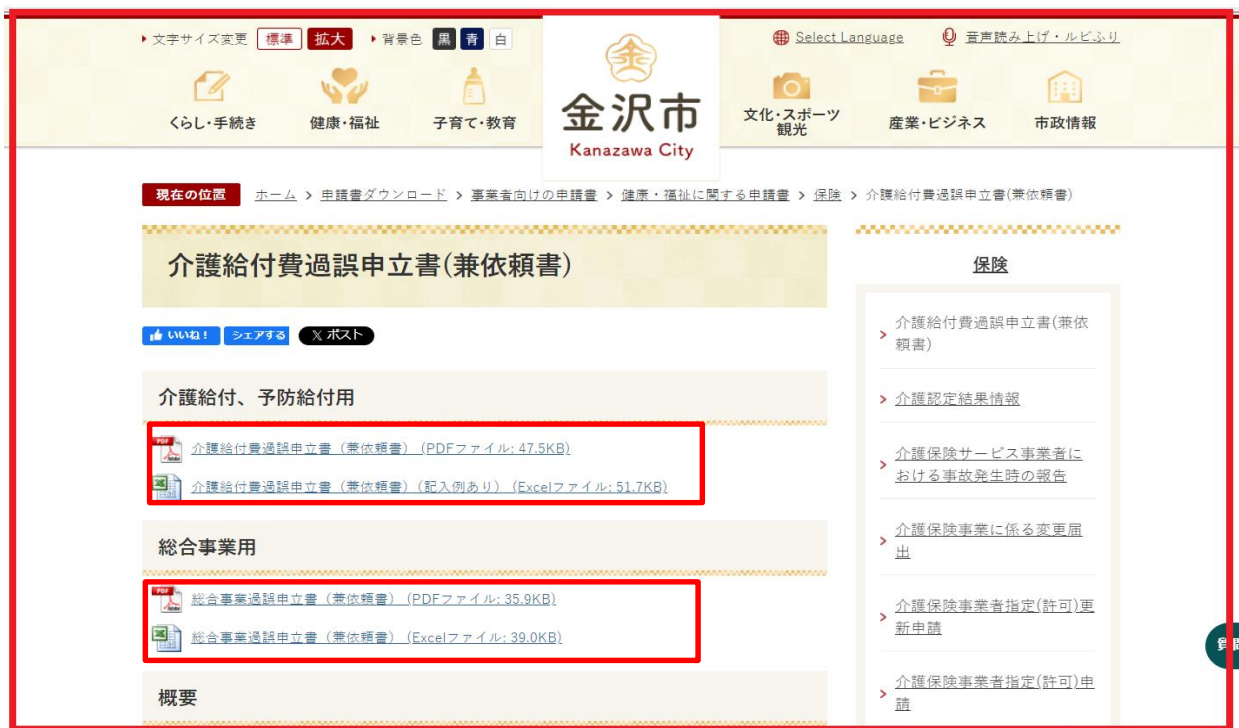 文字サイズ変更 標準 拡大 背景色 黒 青 白
Select Language 音声読み上げ・ルビふり
くらし・手続き
健康・福祉
子育て・教育
金沢市
Kanazawa City
文化・スポーツ
観光
産業・ビジネス
市政情報
現在の位置 ホーム > 申請書ダウンロード > 事業者向けの申請書 > 健康・福祉に関する申請書 > 保険 > 介護給付費過誤申立書(兼依頼書)
介護給付費過誤申立書(兼依頼書)
いいね! シェアする X ポスト
介護給付、予防給付用
PDF
介護給付費過誤申立書（兼依頼書） (PDFファイル: 47.5KB)
介護給付費過誤申立書（兼依頼書）（記入例あり） (Excelファイル: 51.7KB)
総合事業用
PDF
総合事業過誤申立書（兼依頼書） (PDFファイル: 35.9KB)
総合事業過誤申立書（兼依頼書） (Excelファイル: 39.0KB)
概要
保険
介護給付費過誤申立書(兼依
頼書)
介護認定結果情報
介護保険サービス事業者に
おける事故発生時の報告
介護保険事業に係る変更届
出
介護保険事業者指定(許可)更
新申請
介護保険事業者指定(許可)申
請